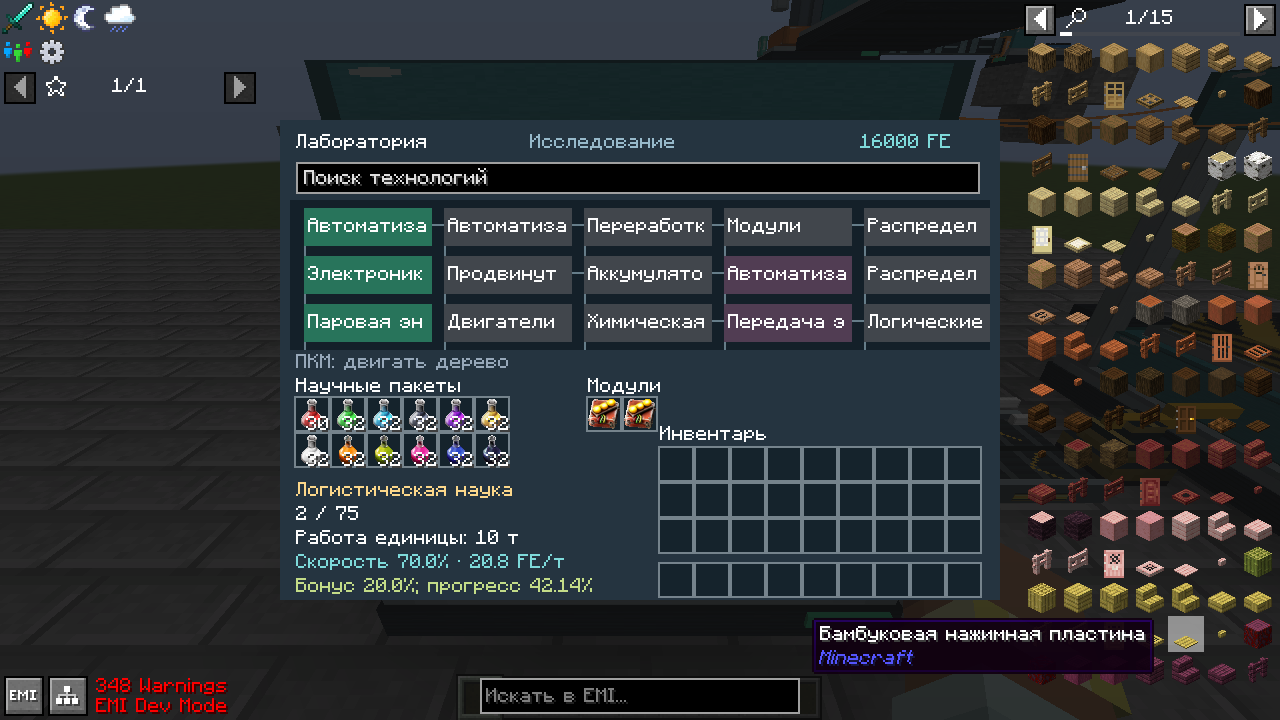 1/15
1/1
Лаборатория
Исследование
16000 FE
Поиск технологий
Автоматиза
Автоматиза
Переработк
Модули
Распредел
Электроник
Продвинут
Аккумулято
Автоматиза
Распредел
Паровая эн
Двигатели
Химическая
Передача э
Логические
ПКМ: двигать дерево
Научные пакеты
Модули
30 32 32 32 32 32
32 32 32 32 32 32
Инвентарь
Логистическая наука
2 / 75
Работа единицы: 10 т
Скорость 70.0% · 20.8 FE/т
Бонус 20.0%; прогресс 42.14%
Бамбуковая нажимная пластина
Minecraft
EMI
348 Warnings
EMI Dev Mode
Искать в EMI...